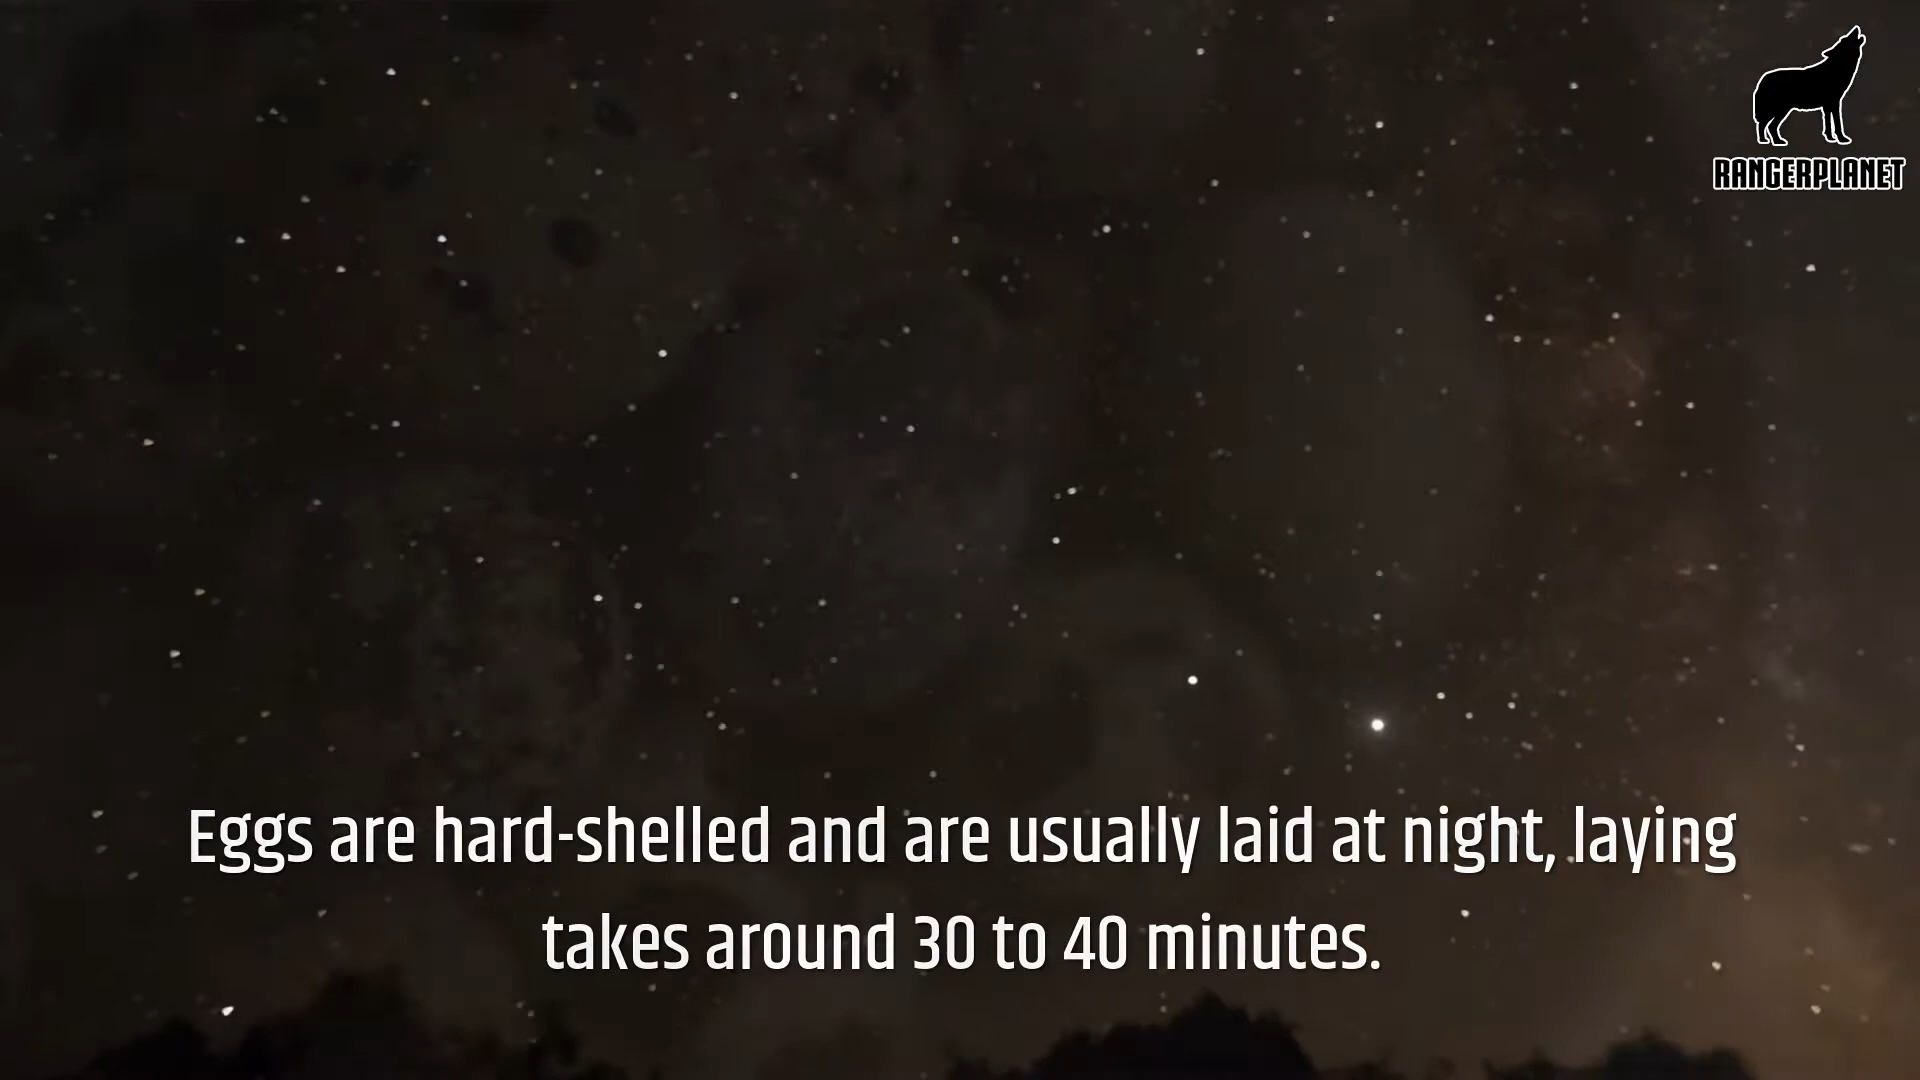 RANGERPLANET
Eggs are hard-shelled and are usually laid at night, laying
takes around 30 to 40 minutes.